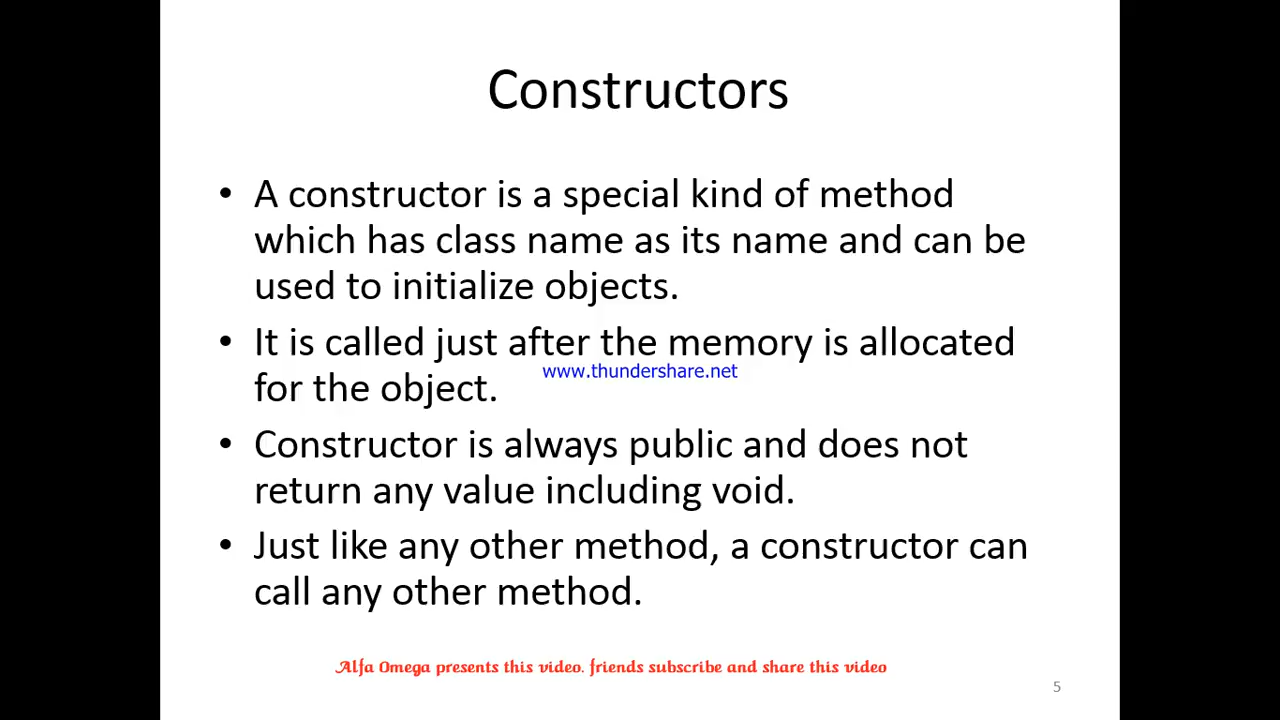 Constructors
• A constructor is a special kind of method
which has class name as its name and can be
used to initialize objects.
• It is called just after the memory is allocated
www.thundershare.net
for the object.
• Constructor is always public and does not
return any value including void.
• Just like any other method, a constructor can
call any other method.
Alfa Omega presents this video. friends subscribe and share this video
5